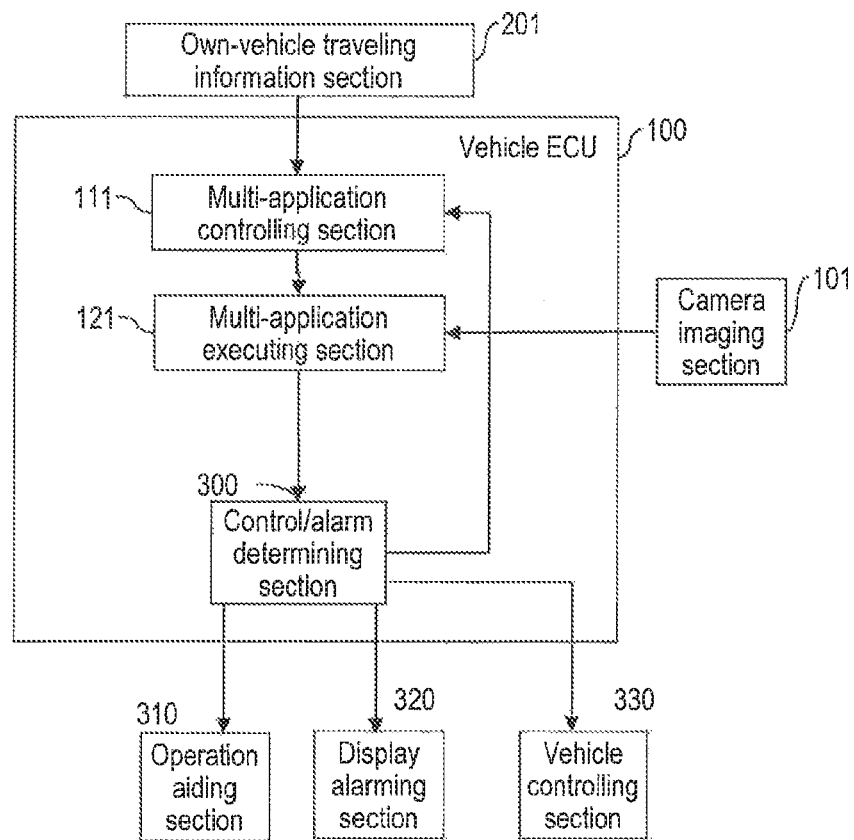 201
Own-vehicle traveling
information section
Vehicle ECU
100
111
Multi-application
controlling section
121
Multi-application
executing section
Camera
imaging
section
101
300
Control/alarm
determining
section
310
Operation
aiding
section
320
Display
alarming
section
330
Vehicle
controlling
section